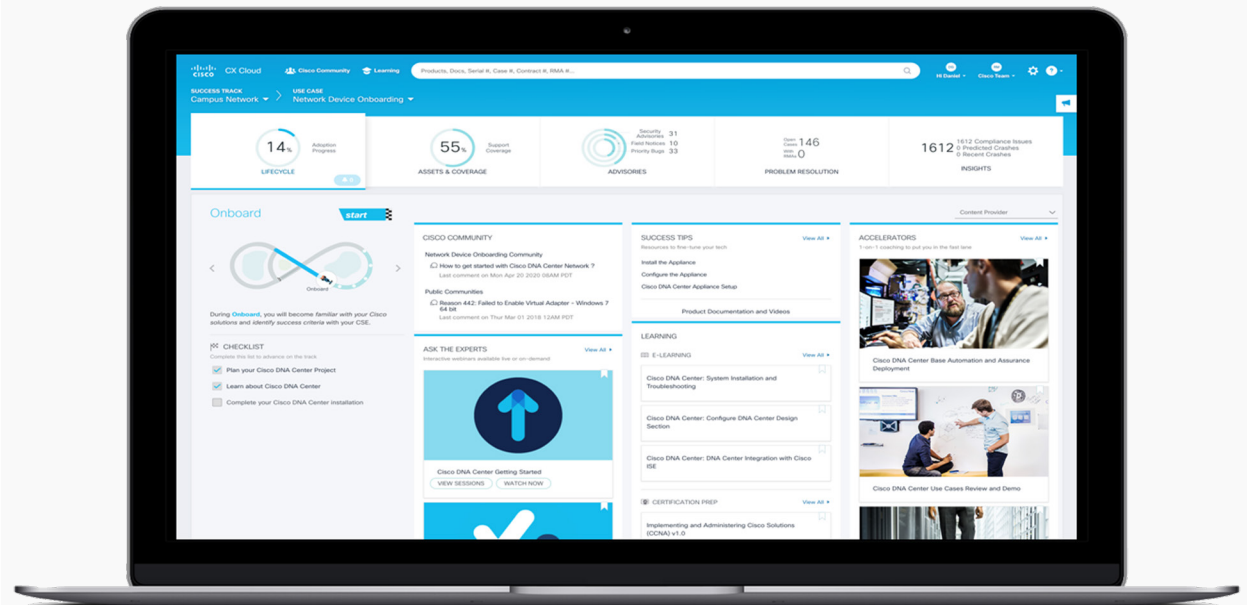 CISCO
CX Cloud
Cisco Community
Learning
Products, Docs, Serial #, Case #, Contract #, RMA #...
Hi Daniel
Cisco Team
?
SUCCESS TRACK
Campus Network
USE CASE
Network Device Onboarding
14%
Adoption
Progress
LIFECYCLE
55%
Support
Coverage
ASSETS & COVERAGE
Security
Advisories 31
Field Notices 10
Priority Bugs 33
ADVISORIES
Open
Cases 146
With
RMAs 0
PROBLEM RESOLUTION
1612
1612 Compliance Issues
0 Predicted Crashes
0 Recent Crashes
INSIGHTS
Onboard
start
Content Provider
Onboard
During Onboard, you will become familiar with your Cisco
solutions and identify success criteria with your CSE.
CHECKLIST
Complete this list to advance on the track
Plan your Cisco DNA Center Project
Learn about Cisco DNA Center
Complete your Cisco DNA Center installation
CISCO COMMUNITY
Network Device Onboarding Community
How to get started with Cisco DNA Center Network ?
Last comment on Mon Apr 20 2020 06AM PDT
Public Communities
Reason 442: Failed to Enable Virtual Adapter - Windows 7
64 bit
Last comment on Thur Mar 01 2018 12AM PDT
ASK THE EXPERTS
View All
Interactive webinars available live or on-demand
Cisco DNA Center Getting Started
VIEW SESSIONS
WATCH NOW
SUCCESS TIPS
View All
Resources to fine-tune your tech
Install the Appliance
Configure the Appliance
Cisco DNA Center Appliance Setup
Product Documentation and Videos
LEARNING
E-LEARNING
View All
Cisco DNA Center: System Installation and
Troubleshooting
Cisco DNA Center: Configure DNA Center Design
Section
Cisco DNA Center: DNA Center Integration with Cisco
ISE
CERTIFICATION PREP
View All
Implementing and Administering Cisco Solutions
(CCNA) v1.0
ACCELERATORS
View All
1-on-1 coaching to put you in the fast lane
Cisco DNA Center Base Automation and Assurance
Deployment
Cisco DNA Center Use Cases Review and Demo